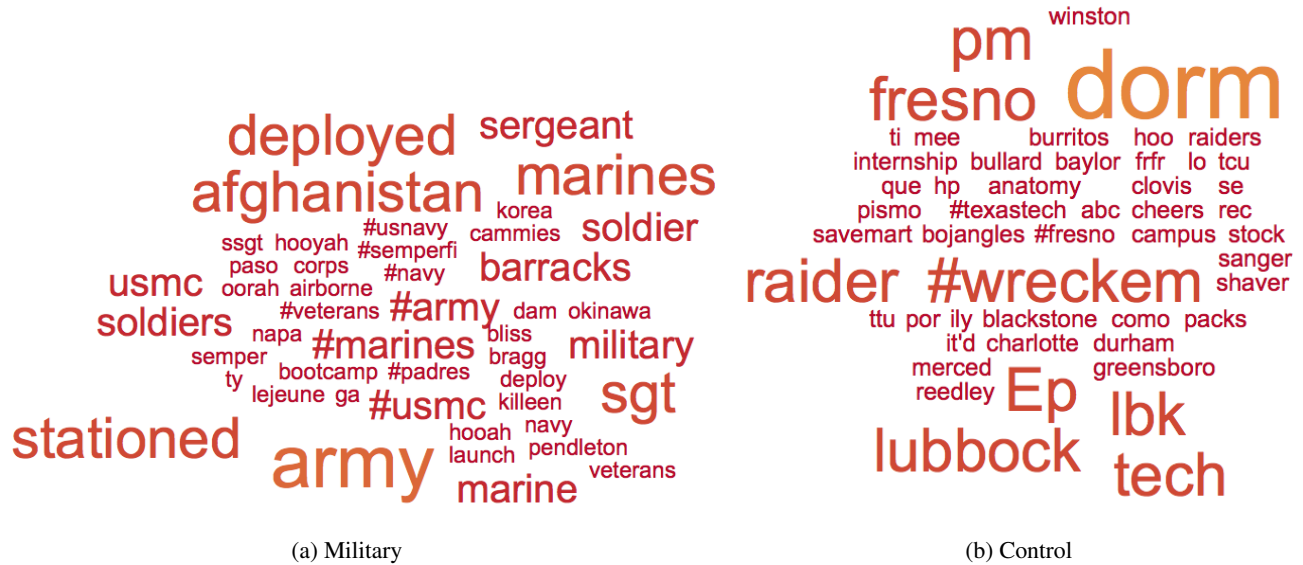 deployed sergeant
afghanistan marines
korea
#usnavy cammies soldier
ssgt hooyah #semperfi
paso corps #navy barracks
usmc oorah airborne
#veterans #army dam okinawa
soldiers napa #marines bliss military
semper bragg
bootcamp #padres
ty deploy
lejeune ga #usmc killeen sgt
stationed hooah navy
army launch pendleton
veterans
marine
(a) Military
winston
pm
fresno dorm
ti mee burritos hoo raiders
internship bullard baylor frfr lo tcu
que hp anatomy clovis se
pismo #texastech abc cheers rec
savemart bojangles #fresno campus stock
raider #wreckem sanger
shaver
ttu por ily blackstone como packs
it'd charlotte durham
merced greensboro
reedley Ep lbk
lubbock tech
(b) Control